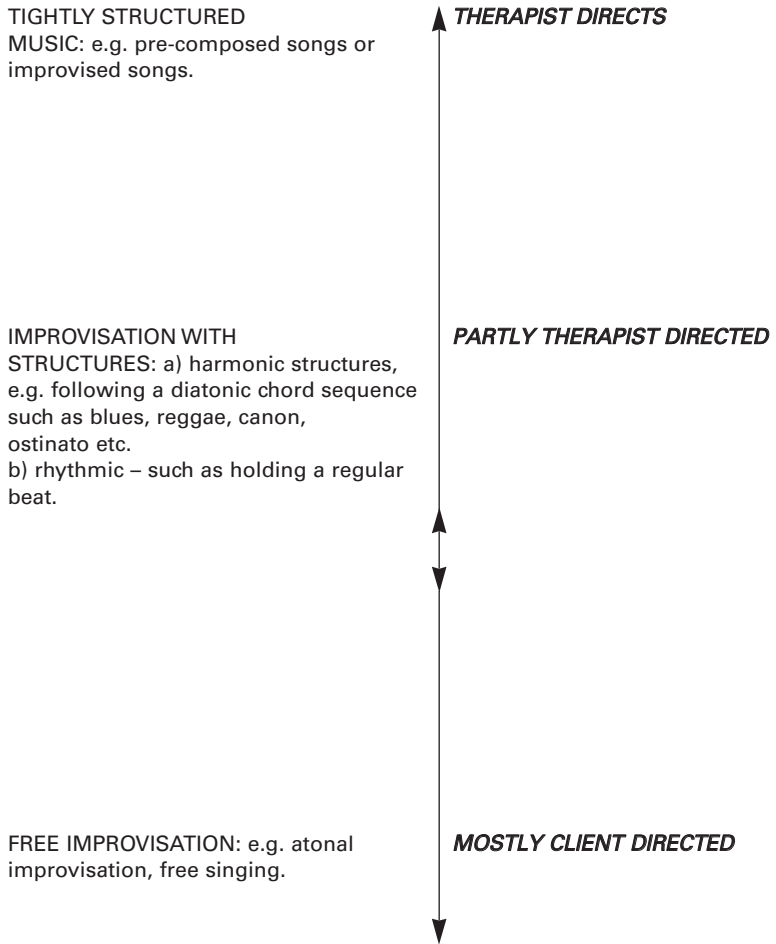 TIGHTLY STRUCTURED
MUSIC: e.g. pre-composed songs or
improvised songs.
THERAPIST DIRECTS
IMPROVISATION WITH
STRUCTURES: a) harmonic structures,
e.g. following a diatonic chord sequence
such as blues, reggae, canon,
ostinato etc.
b) rhythmic – such as holding a regular
beat.
PARTLY THERAPIST DIRECTED
FREE IMPROVISATION: e.g. atonal
improvisation, free singing.
MOSTLY CLIENT DIRECTED